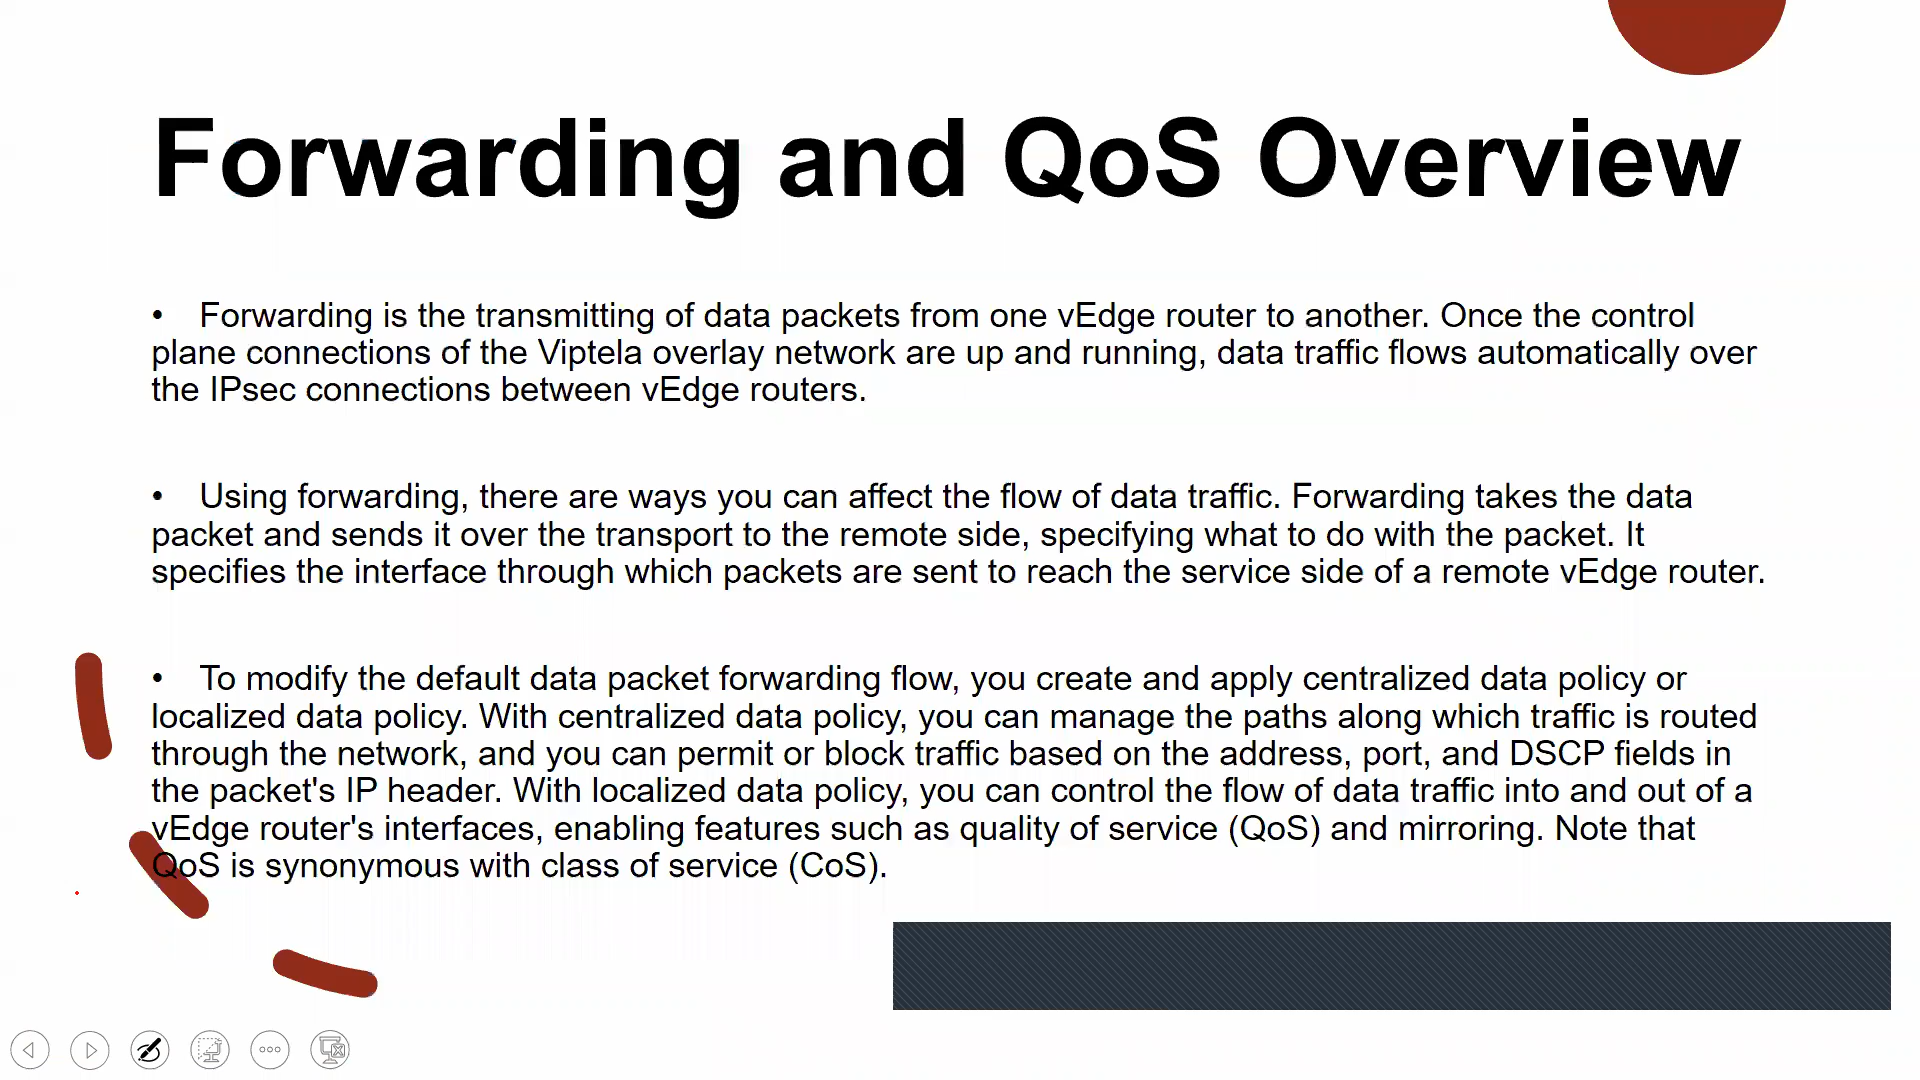 Forwarding and QoS Overview
• Forwarding is the transmitting of data packets from one vEdge router to another. Once the control
plane connections of the Viptela overlay network are up and running, data traffic flows automatically over
the IPsec connections between vEdge routers.
• Using forwarding, there are ways you can affect the flow of data traffic. Forwarding takes the data
packet and sends it over the transport to the remote side, specifying what to do with the packet. It
specifies the interface through which packets are sent to reach the service side of a remote vEdge router.
• To modify the default data packet forwarding flow, you create and apply centralized data policy or
localized data policy. With centralized data policy, you can manage the paths along which traffic is routed
through the network, and you can permit or block traffic based on the address, port, and DSCP fields in
the packet's IP header. With localized data policy, you can control the flow of data traffic into and out of a
vEdge router's interfaces, enabling features such as quality of service (QoS) and mirroring. Note that
QoS is synonymous with class of service (CoS).